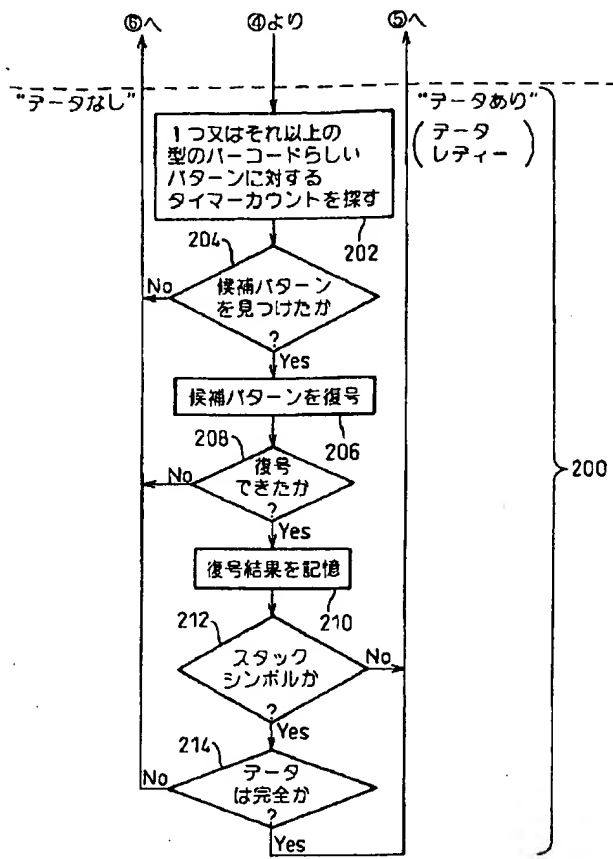 ⑥へ
④より
⑤へ
"データなし"
"データあり"
(データ
レディー)
1つ又はそれ以上の
型のバーコードらしい
パターンに対する
タイマーカウントを探す
202
204
候補パターン
を見つけたか
?
No
Yes
候補パターンを復号
206
208
復号
できたか
?
No
Yes
復号結果を記憶
210
212
スタック
シンボルか
?
No
Yes
214
データ
は完全か
?
No
Yes
200